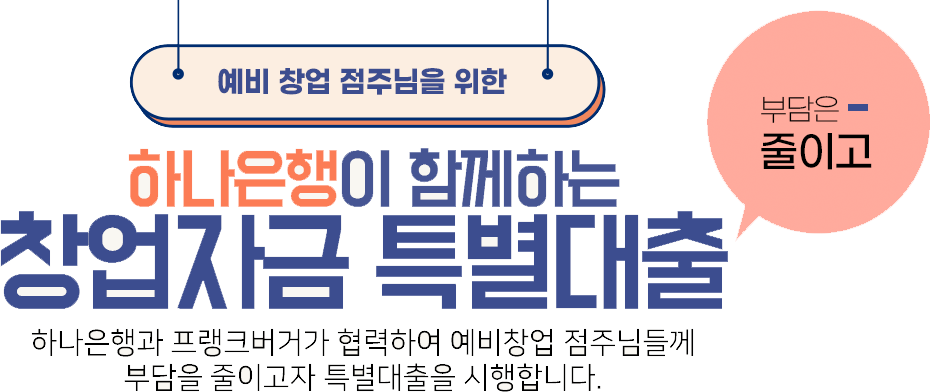 예비 창업 점주님을 위한
부담은
줄이고
하나은행이 함께하는
창업자금 특별대출
하나은행과 프랭크버거가 협력하여 예비창업 점주님들께
부담을 줄이고자 특별대출을 시행합니다.